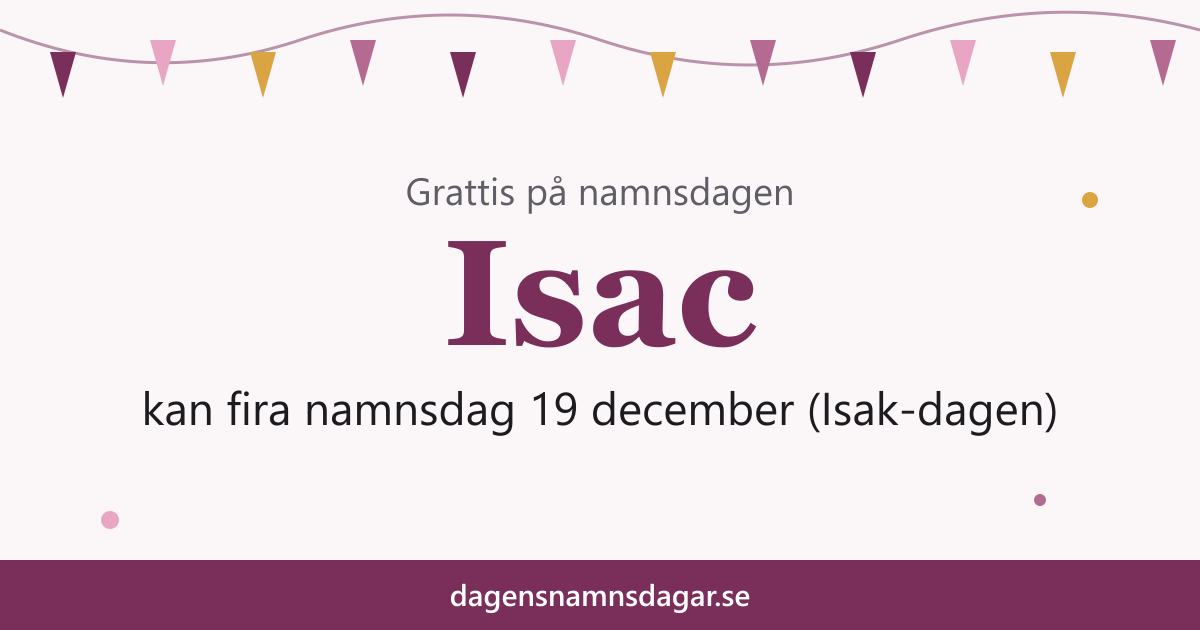 Grattis på namnsdagen
Isac
kan fira namnsdag 19 december (Isak-dagen)
dagensnamnsdagar.se